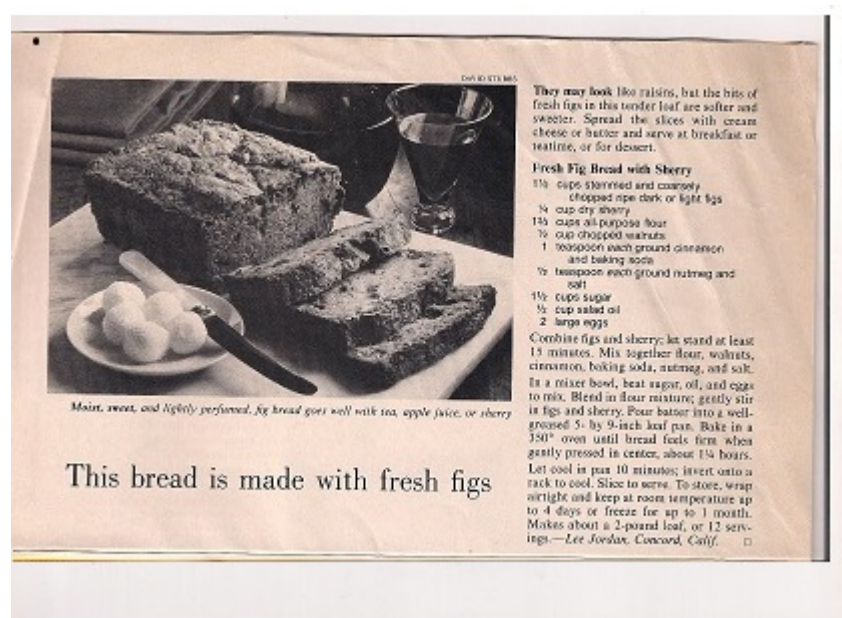 DAVID STUBBS
They may look like raisins, but the bits of
fresh figs in this tender loaf are softer and
sweeter. Spread the slices with cream
cheese or butter and serve at breakfast or
teatime, or for dessert.
Fresh Fig Bread with Sherry
cups stemmed and coarsely
chopped ripe dark or light figs
cup dry sherry
cups all-purpose flour
½ cup chopped walnuts
1 teaspoon each ground cinnamon
and baking soda
½ teaspoon each ground nutmeg and
salt
1½ cups sugar
½ cup salad oil
2 large eggs
Combine figs and sherry; let stand at least
15 minutes. Mix together flour, walnuts,
cinnamon, baking soda, nutmeg, and salt.
In a mixer bowl, beat sugar, oil, and eggs
to mix. Blend in flour mixture; gently stir
in figs and sherry. Pour batter into a well-
greased 5- by 9-inch loaf pan. Bake in a
350° oven until bread feels firm when
gently pressed in center, about 1¼ hours.
Let cool in pan 10 minutes; invert onto a
rack to cool. Slice to serve. To store, wrap
airtight and keep at room temperature up
to 4 days or freeze for up to 1 month.
Makes about a 2-pound loaf, or 12 serv-
ings.—Lee Jordan, Concord, Calif.
Moist, sweet, and lightly perfumed, fig bread goes well with tea, apple juice, or sherry
This bread is made with fresh figs